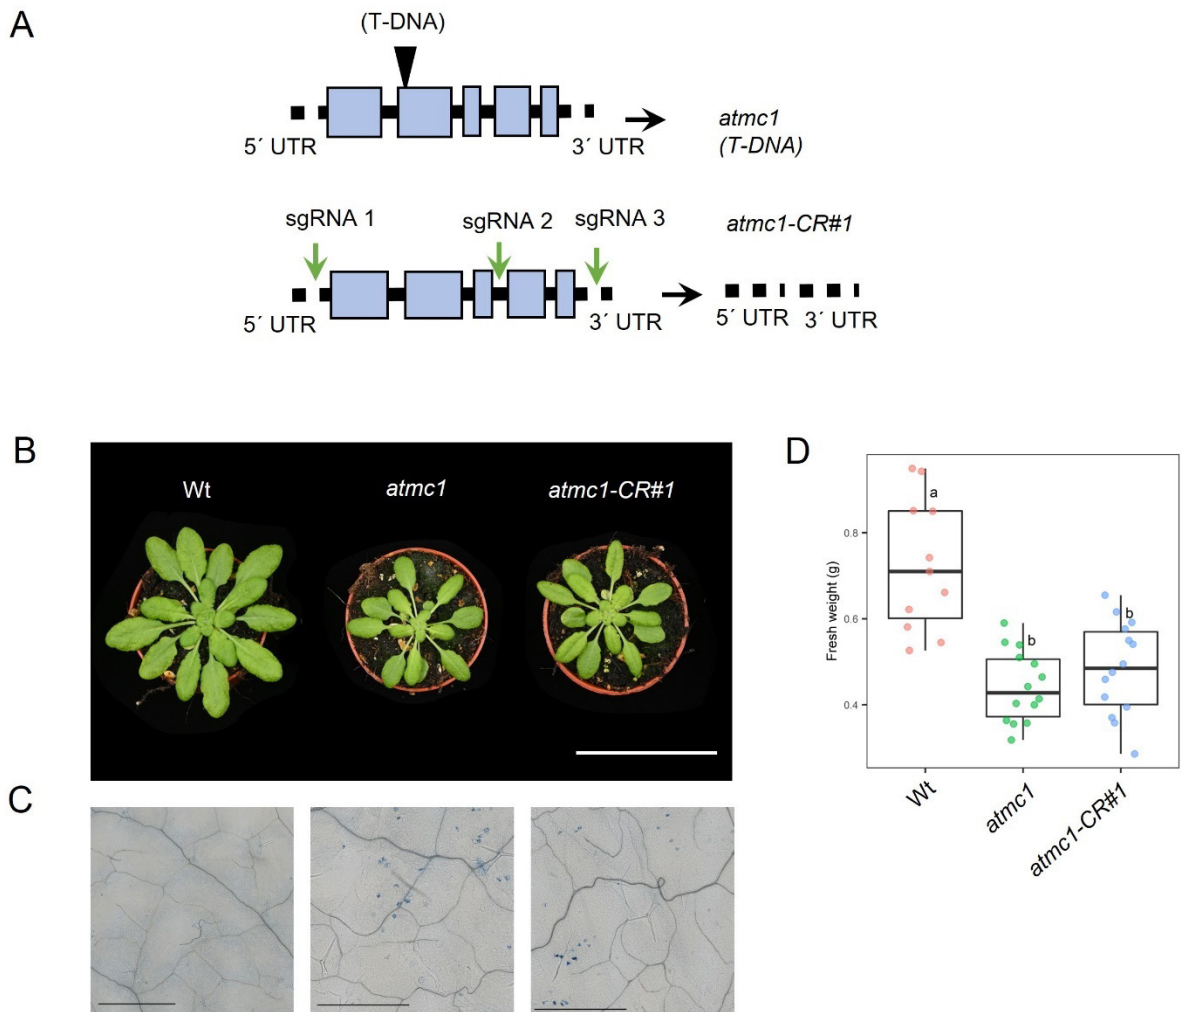 A
(T-DNA)
5´ UTR
3´ UTR
atmc1
(T-DNA)
sgRNA 1
sgRNA 2
sgRNA 3
atmc1-CR#1
5´ UTR
3´ UTR
5´ UTR
3´ UTR
B
Wt
atmc1
atmc1-CR#1
C
D
Fresh weight (g)
0.8
0.6
0.4
a
b
b
Wt
atmc1
atmc1-CR#1